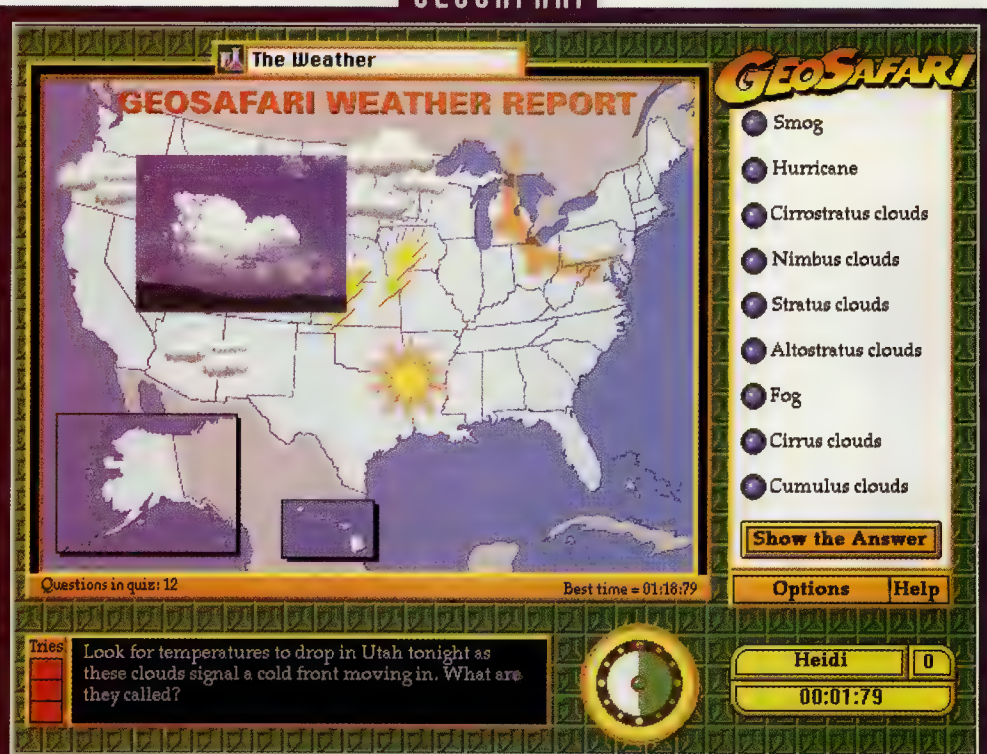 GEOSAFARI
The Weather
GEOSAFARI WEATHER REPORT
GEOSAFARI
Smog
Hurricane
Cirrostratus clouds
Nimbus clouds
Stratus clouds
Altostratus clouds
Fog
Cirrus clouds
Cumulus clouds
Show the Answer
Questions in quiz: 12
Best time = 01:18:79
Options
Help
Tries
Look for temperatures to drop in Utah tonight as
these clouds signal a cold front moving in. What are
they called?
Heidi
0
00:01:79